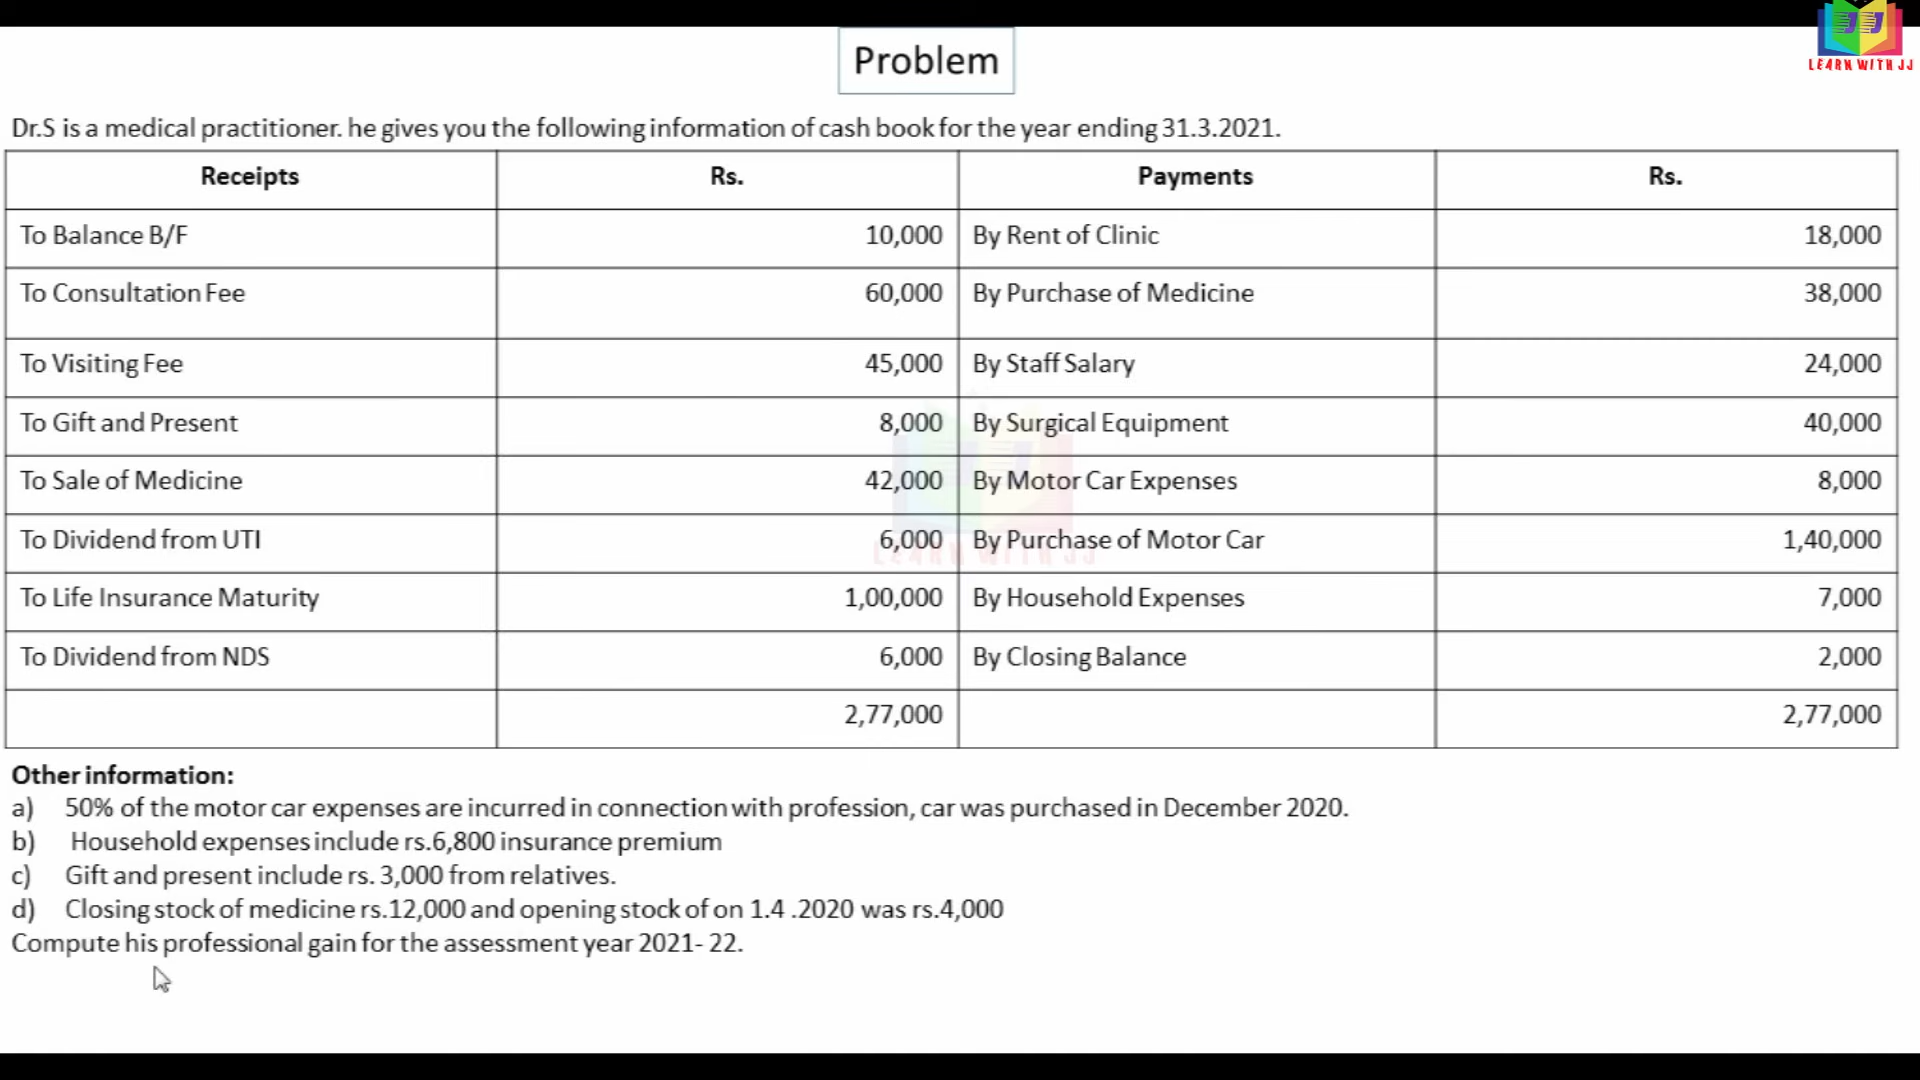 LEARN WITH JJ
Problem
Dr.S is a medical practitioner. he gives you the following information of cash book for the year ending 31.3.2021.
Receipts Rs. Payments Rs.
To Balance B/F 10,000 By Rent of Clinic 18,000
To Consultation Fee 60,000 By Purchase of Medicine 38,000
To Visiting Fee 45,000 By Staff Salary 24,000
To Gift and Present 8,000 By Surgical Equipment 40,000
To Sale of Medicine 42,000 By Motor Car Expenses 8,000
To Dividend from UTI 6,000 By Purchase of Motor Car 1,40,000
LEARN WITH JJ
To Life Insurance Maturity 1,00,000 By Household Expenses 7,000
To Dividend from NDS 6,000 By Closing Balance 2,000
2,77,000 2,77,000
Other information:
a) 50% of the motor car expenses are incurred in connection with profession, car was purchased in December 2020.
b) Household expenses include rs.6,800 insurance premium
c) Gift and present include rs. 3,000 from relatives.
d) Closing stock of medicine rs.12,000 and opening stock of on 1.4 .2020 was rs.4,000
Compute his professional gain for the assessment year 2021- 22.